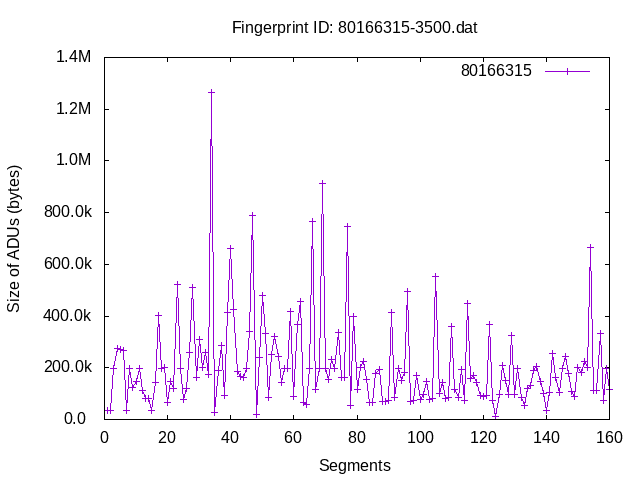 Fingerprint ID: 80166315-3500.dat
80166315
Size of ADUs (bytes)
1.4M
1.2M
1.0M
800.0k
600.0k
400.0k
200.0k
0.0
0 20 40 60 80 100 120 140 160
Segments